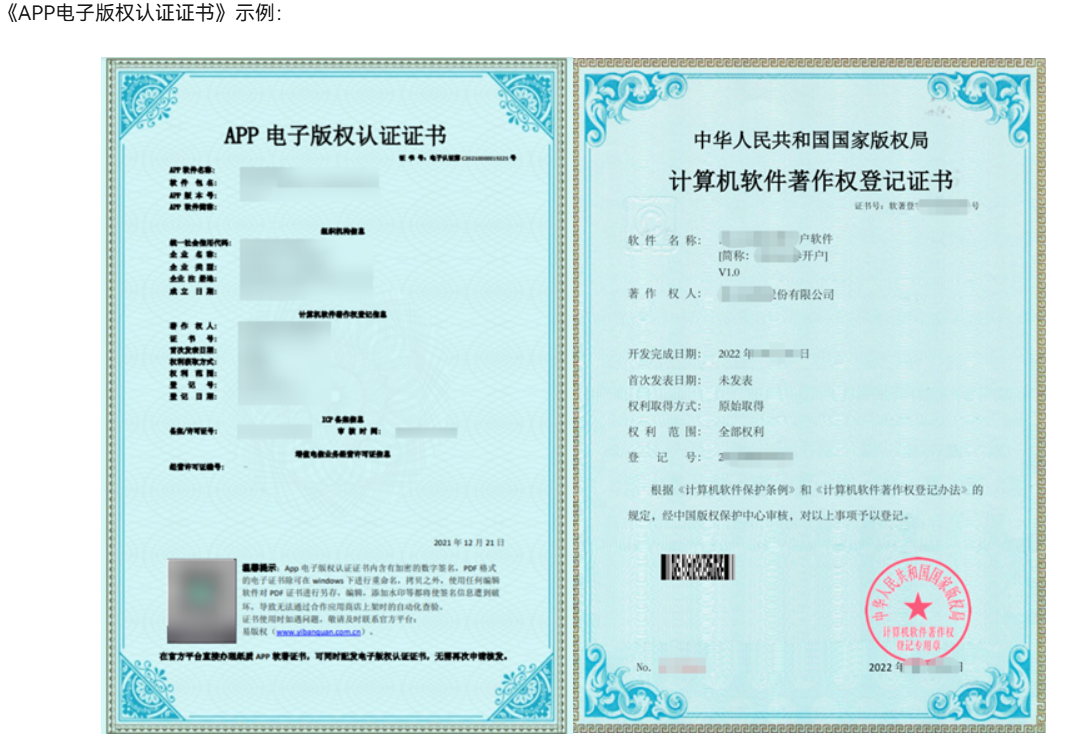 《APP电子版权认证证书》示例：
APP 电子版权认证证书
证 书 号：电子认证第C20210000019225 号
APP 软件名称：
软 件 包 名：
APP 版 本 号：
APP 软件简称：
组织机构信息
统一社会信用代码：
企 业 名 称：
企 业 类 型：
企业 注 册地：
成 立 日 期：
计算机软件著作权登记信息
著 作 权 人：
证 书 号：
首次发表日期：
权利获取方式：
权 利 范 围：
登 记 号：
登 记 日 期：
ICP 备案信息
备案/许可证号：
审 核 时 间：
增值电信业务经营许可证信息
经营许可证编号：
2021 年 12 月 21 日
温馨提示：App 电子版权认证证书内含有加密的数字签名，PDF 格式
的电子证书除可在 windows 下进行重命名、拷贝之外，使用任何编辑
软件对 PDF 证书进行另存、编辑、添加水印等都将使签名信息遭到破
坏，导致无法通过合作应用商店上架时的自动化查验。
证书使用时如遇问题，敬请及时联系官方平台：
易版权（www.yibanquan.com.cn）。
在官方平台直接办理纸质 APP 软著证书，可同时配发电子版权认证证书，无需再次申请核发。
中华人民共和国国家版权局
计算机软件著作权登记证书
证书号：软著登 号
软 件 名 称： 户软件
[简称： 开户]
V1.0
著 作 权 人： 份有限公司
开发完成日期： 2022 年 日
首次发表日期： 未发表
权利取得方式： 原始取得
权 利 范 围： 全部权利
登 记 号： 2
根据《计算机软件保护条例》和《计算机软件著作权登记办法》的
规定，经中国版权保护中心审核，对以上事项予以登记。
中华人民共和国国家版权局
计算机软件著作权
登记专用章
No.
2022 年 日